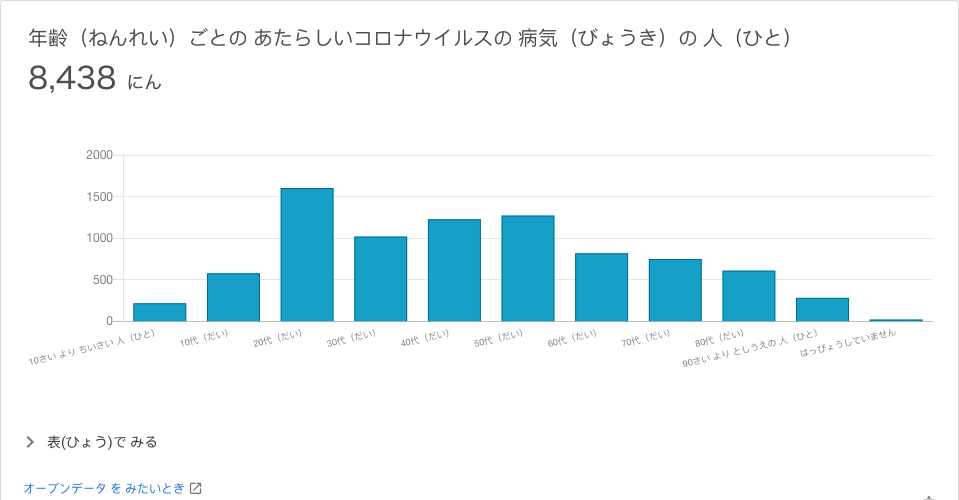 年齢（ねんれい）ごとの あたらしいコロナウイルスの 病気（びょうき）の 人（ひと）
8,438 にん
2000
1500
1000
500
0
10さい より ちいさい 人（ひと）
10代（だい）
20代（だい）
30代（だい）
40代（だい）
50代（だい）
60代（だい）
70代（だい）
80代（だい）
90さい より としうえの 人（ひと）
はっぴょうしていません
表(ひょう)で みる
オープンデータ を みたいとき